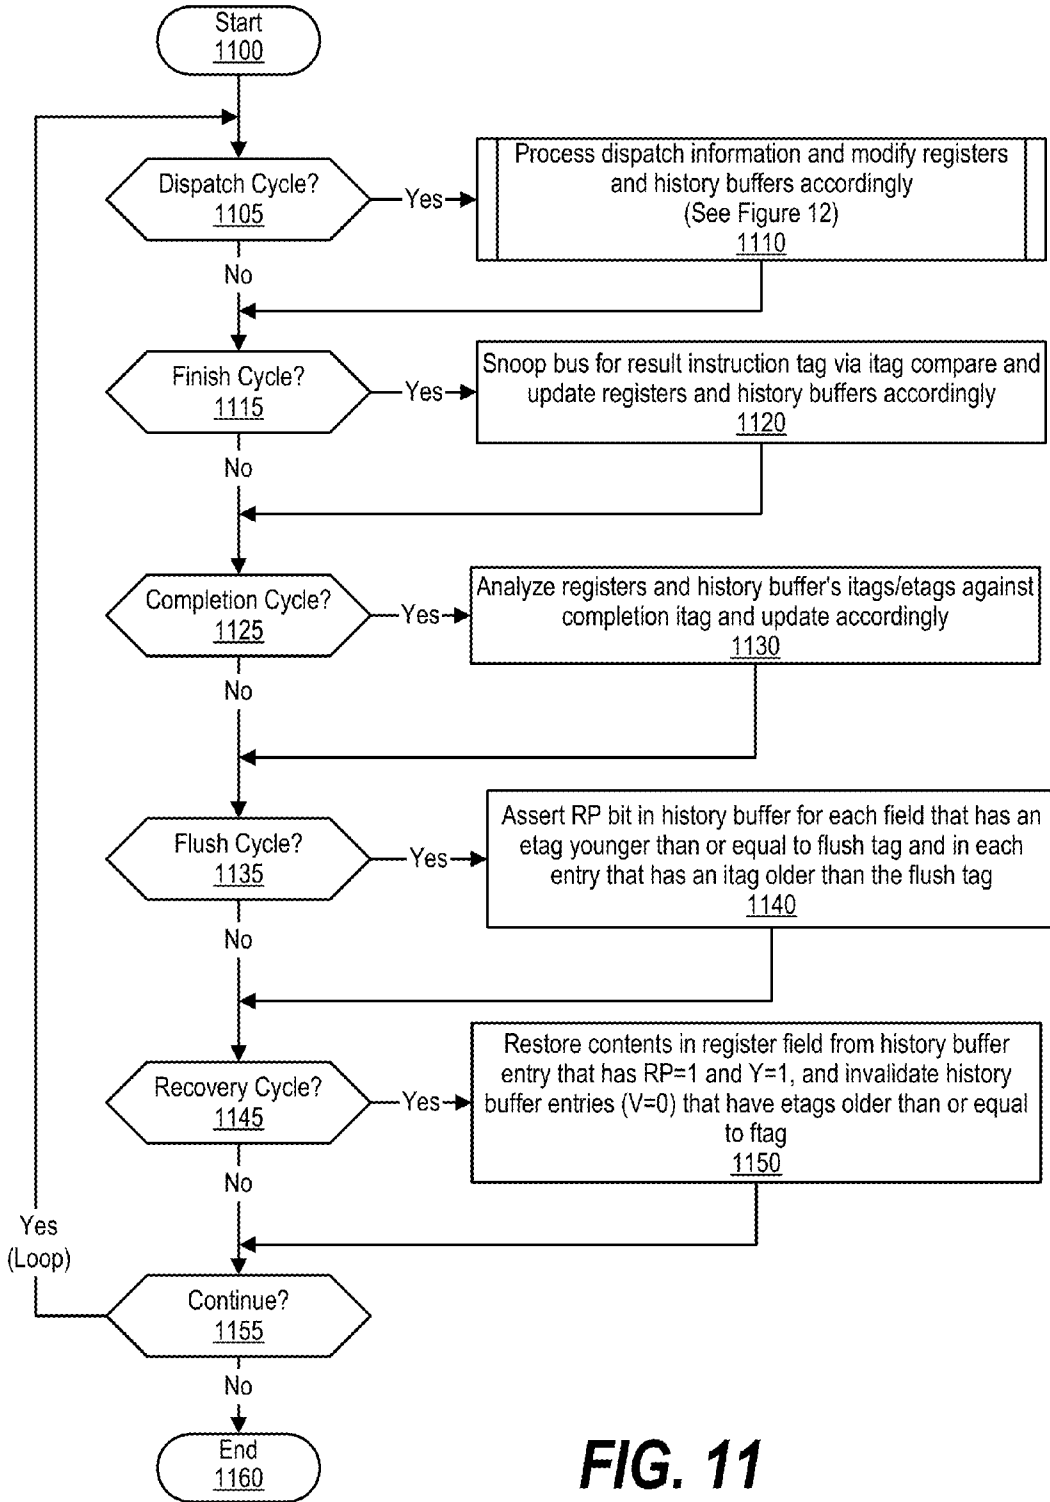 Start
1100
Dispatch Cycle?
1105
Yes
Process dispatch information and modify registers
and history buffers accordingly
(See Figure 12)
1110
No
Finish Cycle?
1115
Yes
Snoop bus for result instruction tag via itag compare and
update registers and history buffers accordingly
1120
No
Completion Cycle?
1125
Yes
Analyze registers and history buffer's itags/etags against
completion itag and update accordingly
1130
No
Flush Cycle?
1135
Yes
Assert RP bit in history buffer for each field that has an
etag younger than or equal to flush tag and in each
entry that has an itag older than the flush tag
1140
No
Recovery Cycle?
1145
Yes
Restore contents in register field from history buffer
entry that has RP=1 and Y=1, and invalidate history
buffer entries (V=0) that have etags older than or equal
to ftag
1150
No
Yes
(Loop)
Continue?
1155
No
End
1160
FIG. 11